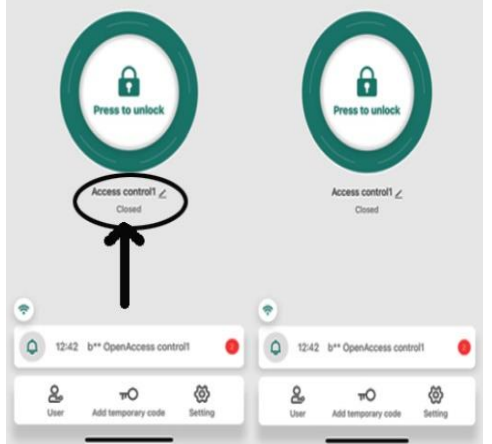 Press to unlock
Access control1
Closed
12:42 b** OpenAccess control1
User Add temporary code Setting
Press to unlock
Access control1
Closed
12:42 b** OpenAccess control1
User Add temporary code Setting